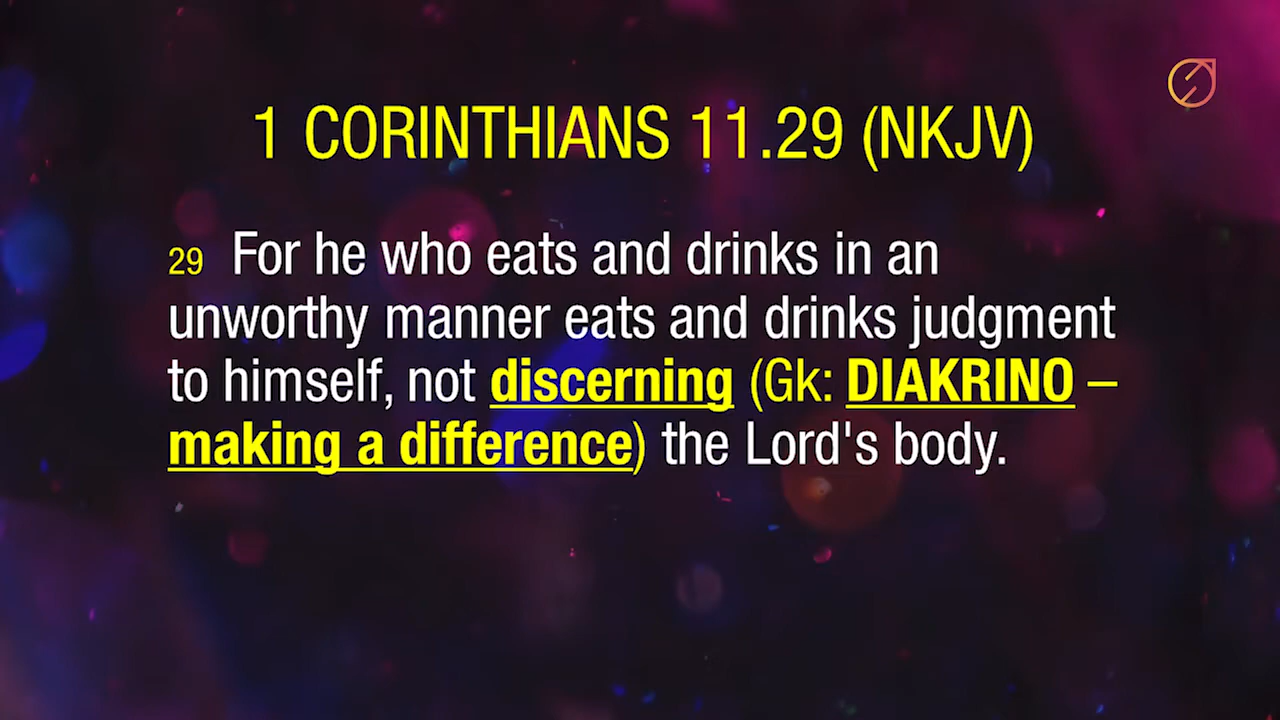 1 CORINTHIANS 11.29 (NKJV)
29 For he who eats and drinks in an
unworthy manner eats and drinks judgment
to himself, not discerning (Gk: DIAKRINO –
making a difference) the Lord's body.